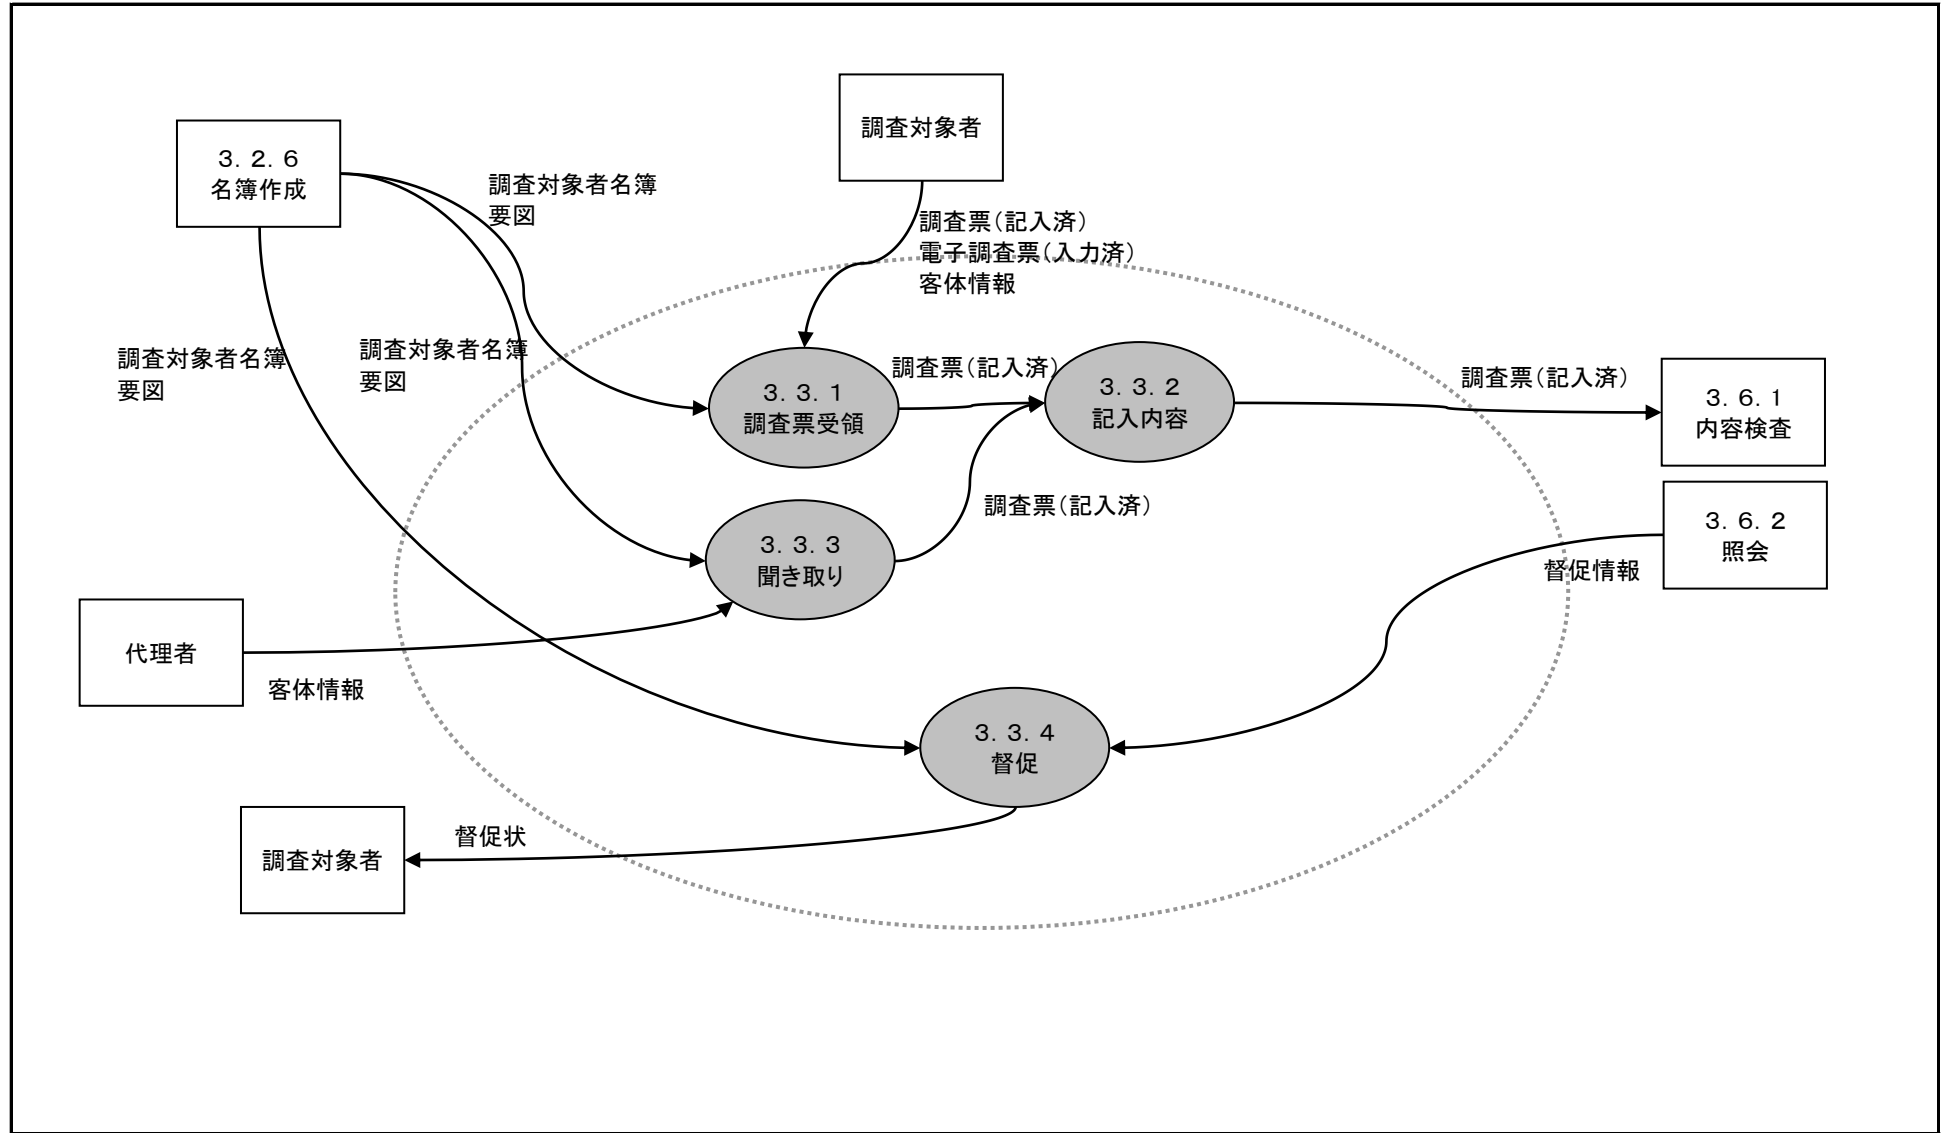 調査対象者
３．２．６
名簿作成
調査対象者名簿
要図
調査票（記入済）
電子調査票（入力済）
客体情報
調査対象者名簿
要図
調査対象者名簿
要図
調査票（記入済）
３．３．１
調査票受領
３．３．２
記入内容
調査票（記入済）
３．６．１
内容検査
調査票（記入済）
３．３．３
聞き取り
３．６．２
照会
督促情報
代理者
客体情報
３．３．４
督促
督促状
調査対象者